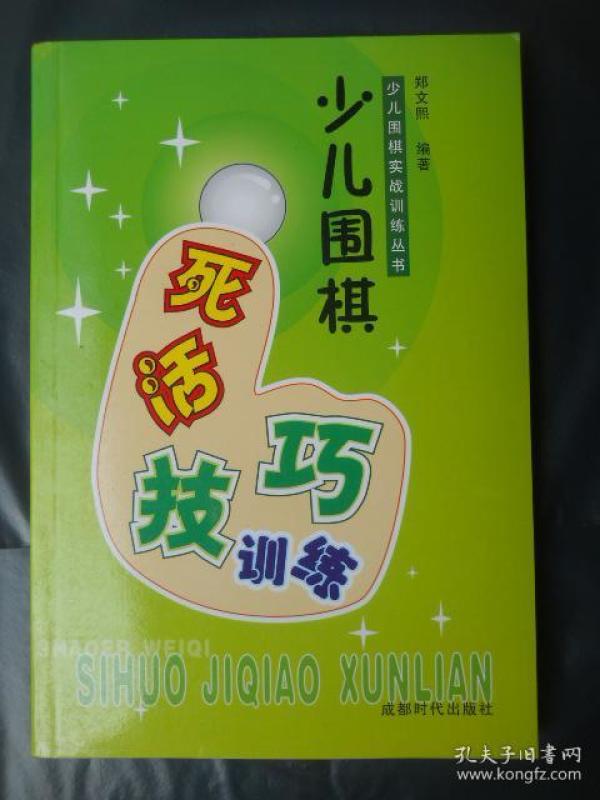 郑文熙 编著
少儿围棋实战训练丛书
少儿围棋
死活
技巧
训练
SHAOER WEIQI
SIHUO JIQIAO XUNLIAN
成都时代出版社
孔夫子旧书网
www.kongfz.com